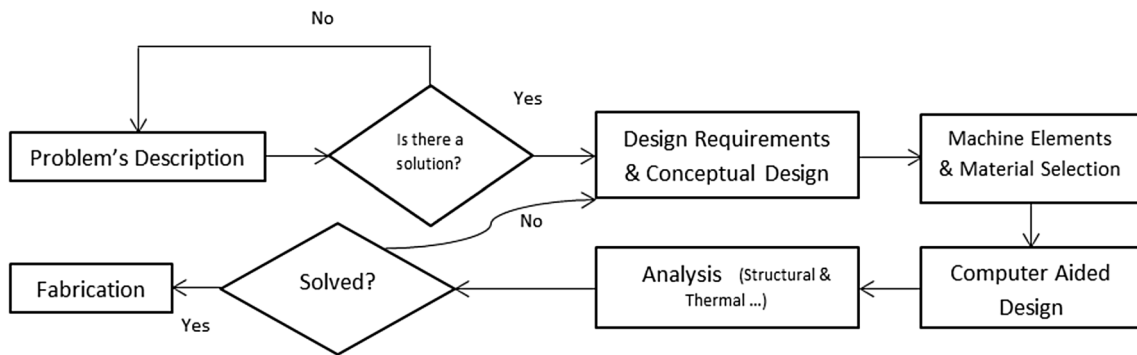 No
Yes
Problem's Description
Is there a
solution?
Design Requirements
& Conceptual Design
Machine Elements
& Material Selection
No
Fabrication
Yes
Solved?
Analysis (Structural &
Thermal ...)
Computer Aided
Design